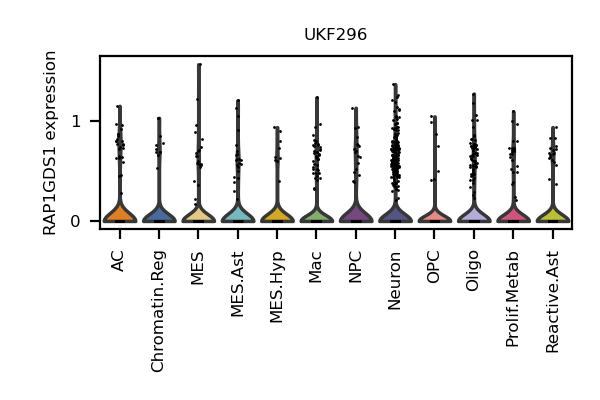 UKF296
RAP1GDS1 expression
1
0
AC
Chromatin.Reg
MES
MES.Ast
MES.Hyp
Mac
NPC
Neuron
OPC
Oligo
Prolif.Metab
Reactive.Ast